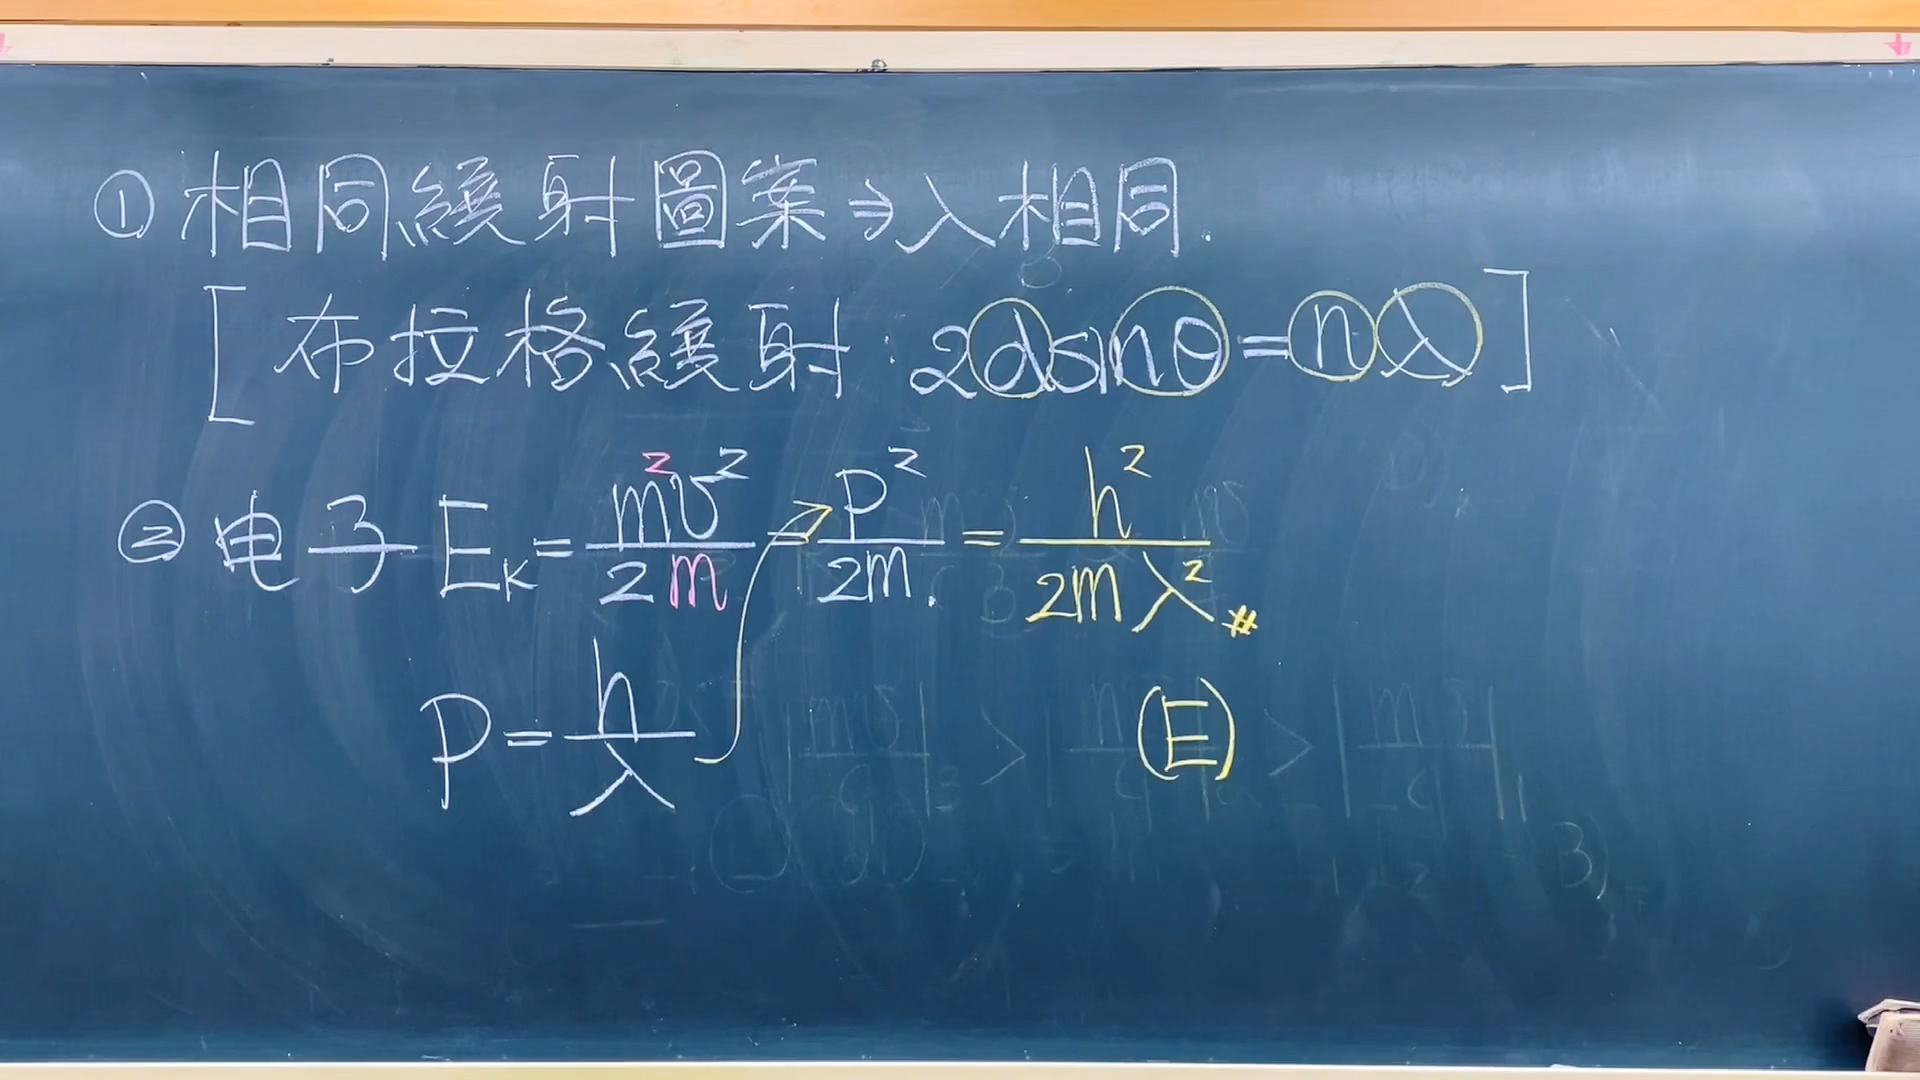 ① 相同繞射圖案 ⇒ λ相同.
[布拉格繞射: 2dsinθ = nλ]
② 电子 E_K = m²v²/2m = P²/2m = h²/2mλ² #
P = h/λ
(E)